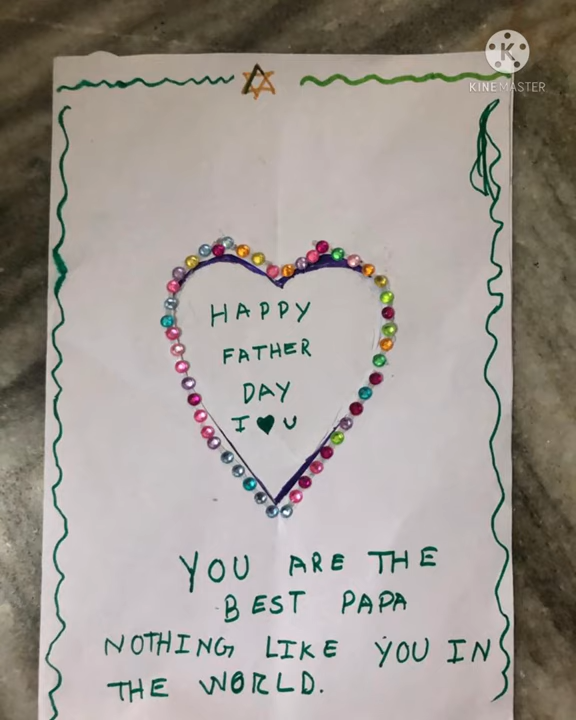 KINEMASTER
HAPPY
FATHER
DAY
I ♥ U
YOU ARE THE
BEST PAPA
NOTHING LIKE YOU IN
THE WORLD.